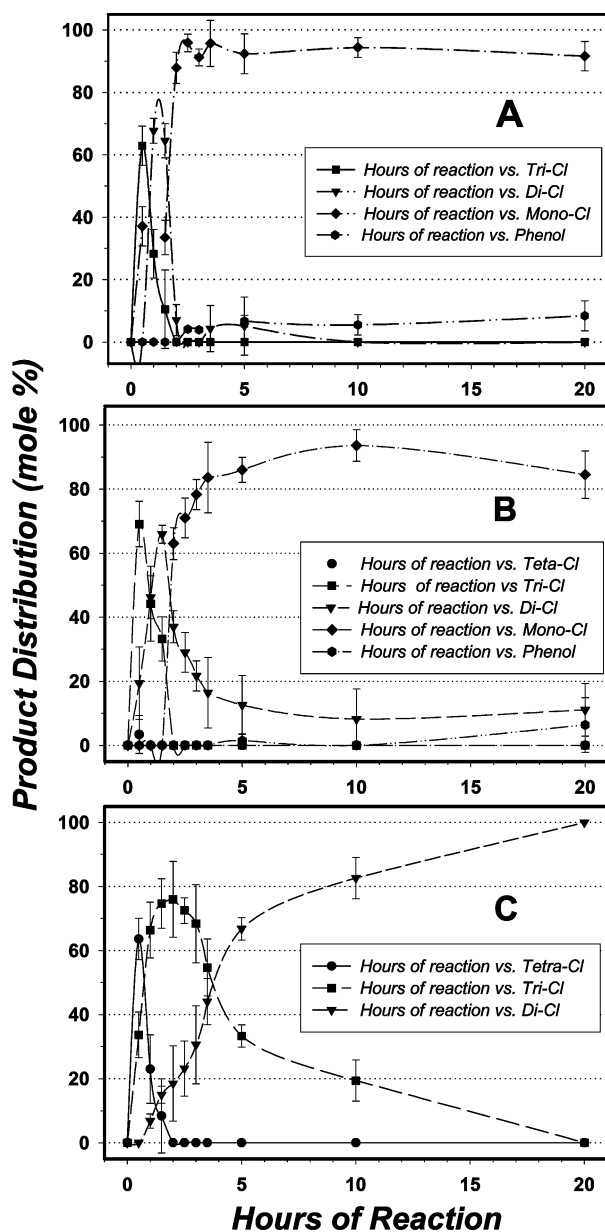 Product Distribution (mole %)
100
80
60
40
20
0
A
Hours of reaction vs. Tri-Cl
Hours of reaction vs. Di-Cl
Hours of reaction vs. Mono-Cl
Hours of reaction vs. Phenol
0 5 10 15 20
100
80
60
40
20
0
B
Hours of reaction vs. Teta-Cl
Hours of reaction vs Tri-Cl
Hours of reaction vs. Di-Cl
Hours of reaction vs. Mono-Cl
Hours of reaction vs. Phenol
0 5 10 15 20
100
80
60
40
20
0
C
Hours of reaction vs. Tetra-Cl
Hours of reaction vs. Tri-Cl
Hours of reaction vs. Di-Cl
0 5 10 15 20
Hours of Reaction